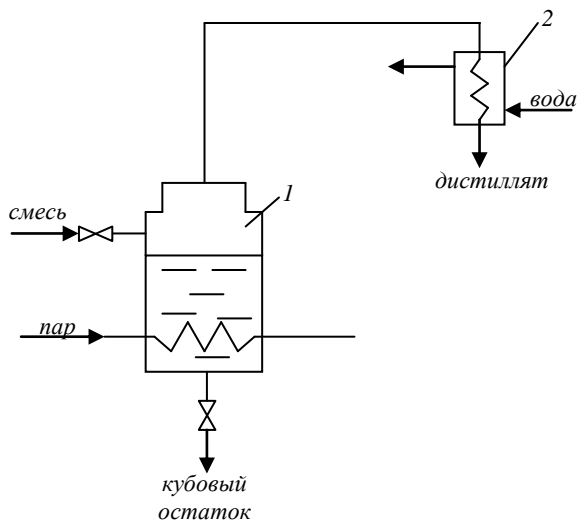 2
вода
дистиллят
1
смесь
пар
кубовый
остаток